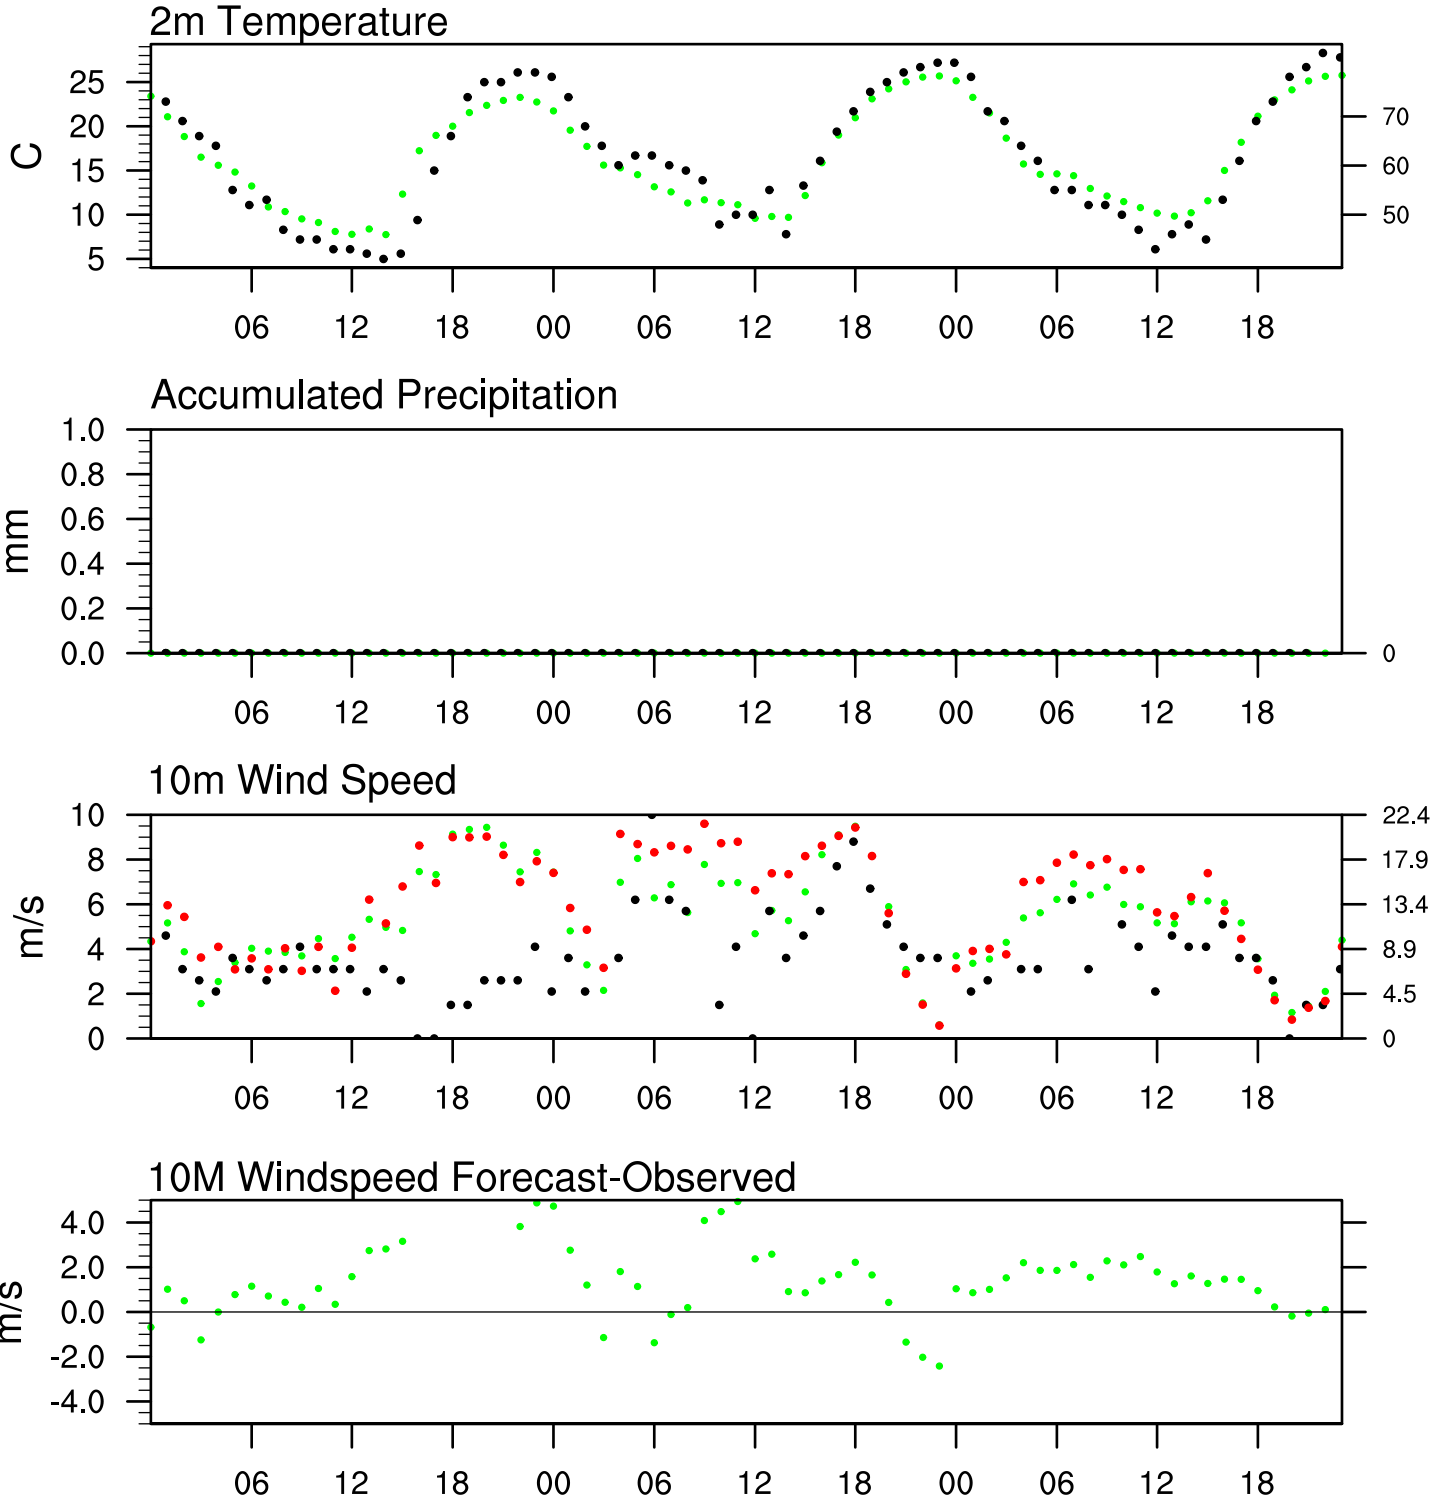 2m Temperature
25
20
15
10
5
C
70
60
50
06 12 18 00 06 12 18 00 06 12 18
Accumulated Precipitation
1.0
0.8
0.6
0.4
0.2
0.0
mm
0
06 12 18 00 06 12 18 00 06 12 18
10m Wind Speed
10
8
6
4
2
0
m/s
22.4
17.9
13.4
8.9
4.5
0
06 12 18 00 06 12 18 00 06 12 18
10M Windspeed Forecast-Observed
4.0
2.0
0.0
-2.0
-4.0
m/s
06 12 18 00 06 12 18 00 06 12 18